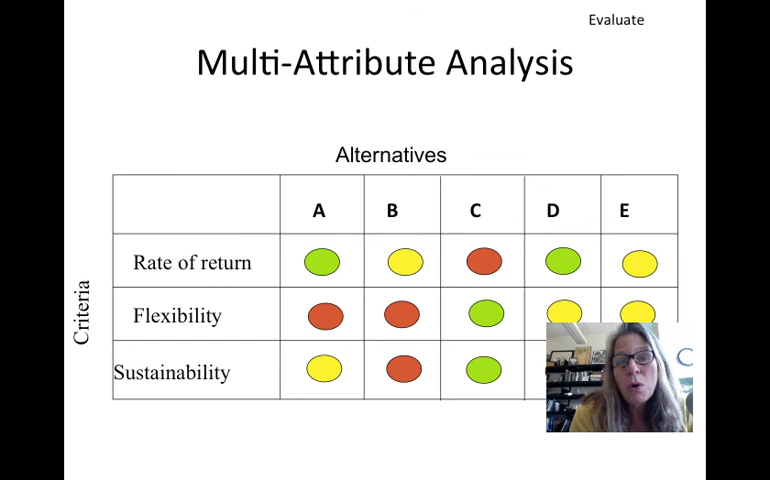 Evaluate
Multi-Attribute Analysis
Alternatives
A B C D E
Criteria
Rate of return
Flexibility
Sustainability
C